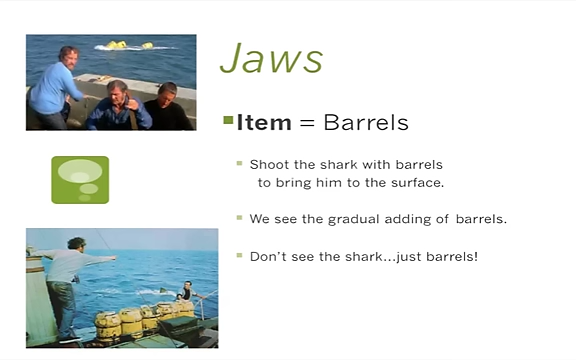 Jaws
Item = Barrels
Shoot the shark with barrels
to bring him to the surface.
We see the gradual adding of barrels.
Don't see the shark...just barrels!